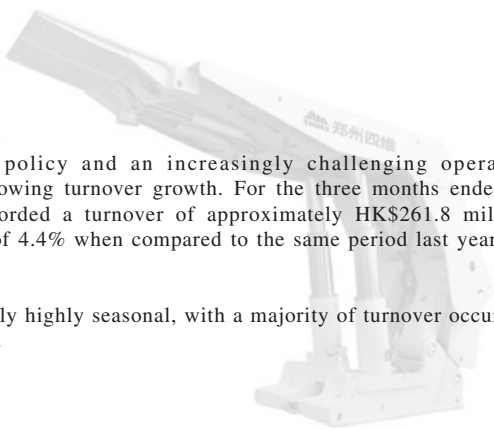 郑州四维
policy and an increasingly challenging opera
owing turnover growth. For the three months ende
orded a turnover of approximately HK$261.8 mil
of 4.4% when compared to the same period last year
ly highly seasonal, with a majority of turnover occur